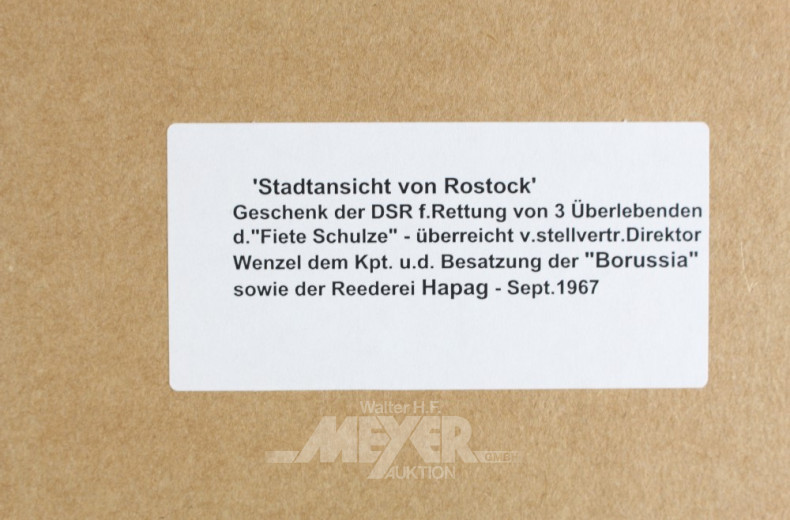 'Stadtansicht von Rostock'
Geschenk der DSR f.Rettung von 3 Überlebenden
d."Fiete Schulze" - überreicht v.stellvertr.Direktor
Wenzel dem Kpt. u.d. Besatzung der "Borussia"
sowie der Reederei Hapag - Sept.1967
Walter H.F.
MEYER
GMBH
AUKTION